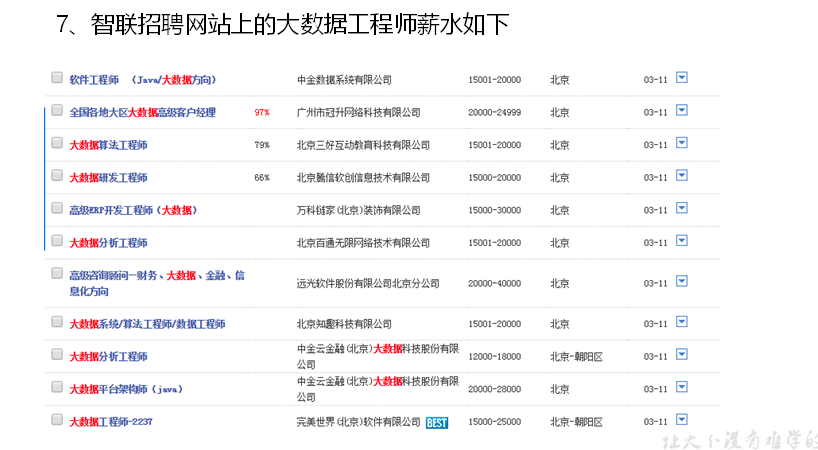 7、智联招聘网站上的大数据工程师薪水如下
软件工程师 （Java/大数据方向） 中金数据系统有限公司 15001-20000 北京 03-11
全国各地大区大数据高级客户经理 97% 广州市冠升网络科技有限公司 20000-24999 北京 03-11
大数据算法工程师 79% 北京三好互动教育科技有限公司 15001-20000 北京 03-11
大数据研发工程师 66% 北京腾信软创信息技术有限公司 15000-20000 北京 03-11
高级ERP开发工程师（大数据） 万科链家(北京)装饰有限公司 15000-30000 北京 03-11
大数据分析工程师 北京百通无限网络技术有限公司 15001-20000 北京 03-11
高级咨询顾问—财务、大数据、金融、信
息化方向 远光软件股份有限公司北京分公司 20000-40000 北京 03-11
大数据系统/算法工程师/数据工程师 北京知趣科技有限公司 15001-20000 北京 03-11
大数据分析工程师 中金云金融(北京)大数据科技股份有限 12000-18000 北京-朝阳区 03-11
公司
大数据平台架构师（java） 中金云金融(北京)大数据科技股份有限 20000-28000 北京 03-11
公司
大数据工程师-2237 完美世界(北京)软件有限公司 BEST 15000-25000 北京-朝阳区 03-11
让天下没有难学的